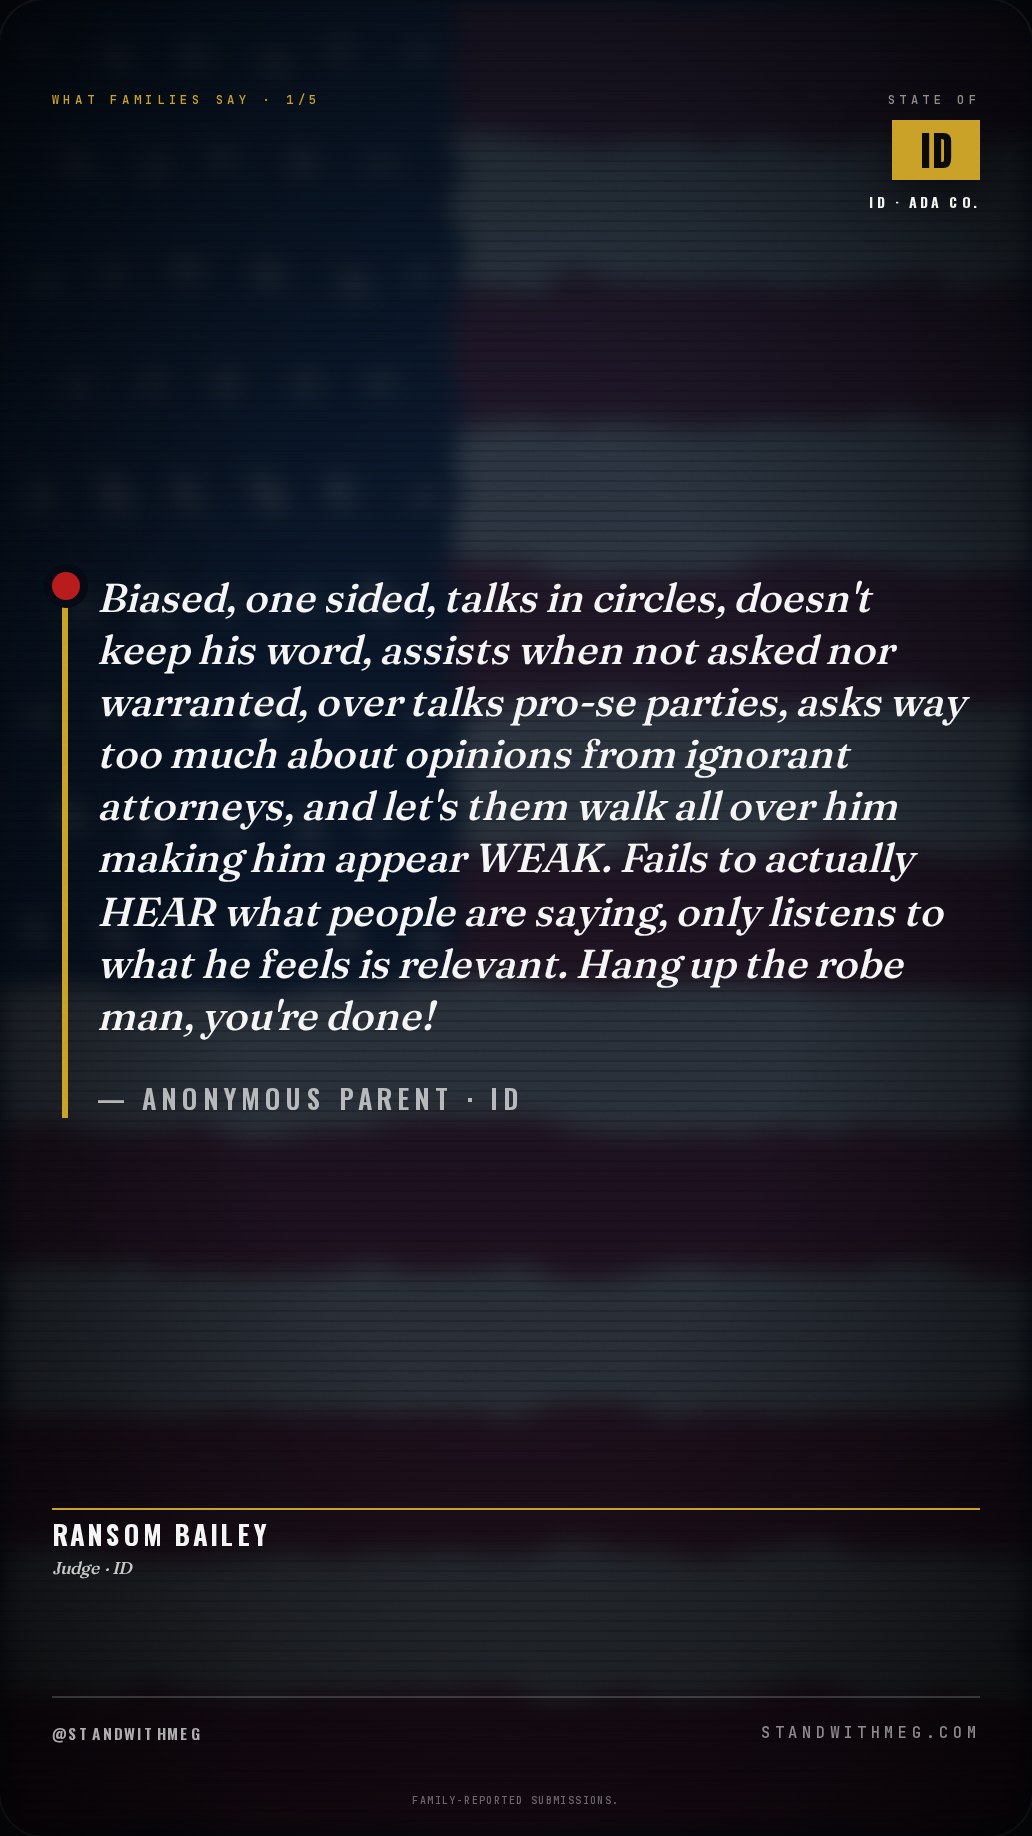 WHAT FAMILIES SAY · 1/5
STATE OF
ID
ID · ADA CO.
Biased, one sided, talks in circles, doesn't
keep his word, assists when not asked nor
warranted, over talks pro-se parties, asks way
too much about opinions from ignorant
attorneys, and let's them walk all over him
making him appear WEAK. Fails to actually
HEAR what people are saying, only listens to
what he feels is relevant. Hang up the robe
man, you're done!
— ANONYMOUS PARENT · ID
RANSOM BAILEY
Judge · ID
@STANDWITHMEG
STANDWITHMEG.COM
FAMILY-REPORTED SUBMISSIONS.